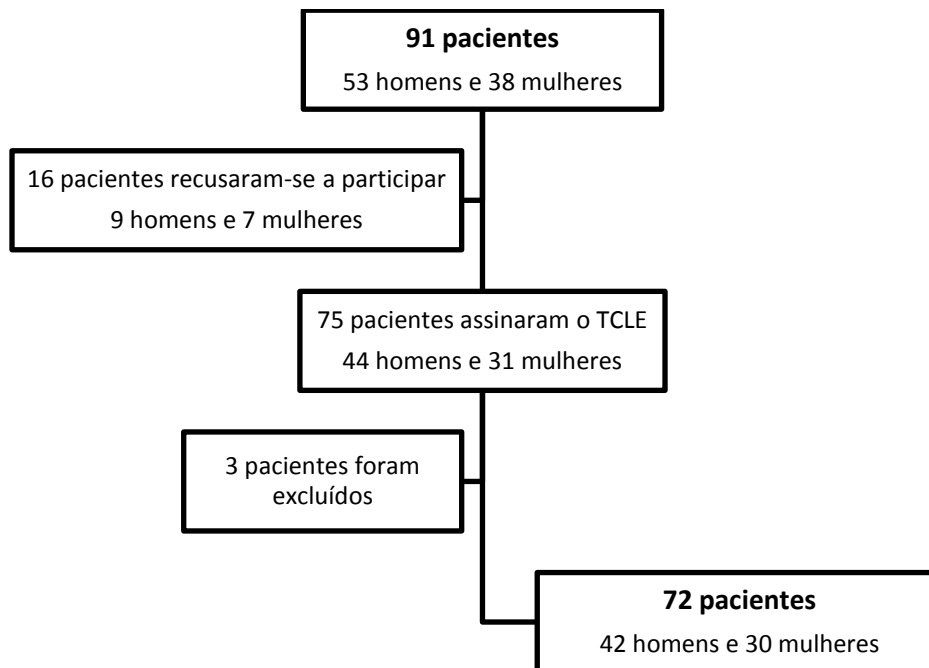 91 pacientes
53 homens e 38 mulheres
16 pacientes recusaram-se a participar
9 homens e 7 mulheres
75 pacientes assinaram o TCLE
44 homens e 31 mulheres
3 pacientes foram
excluídos
72 pacientes
42 homens e 30 mulheres